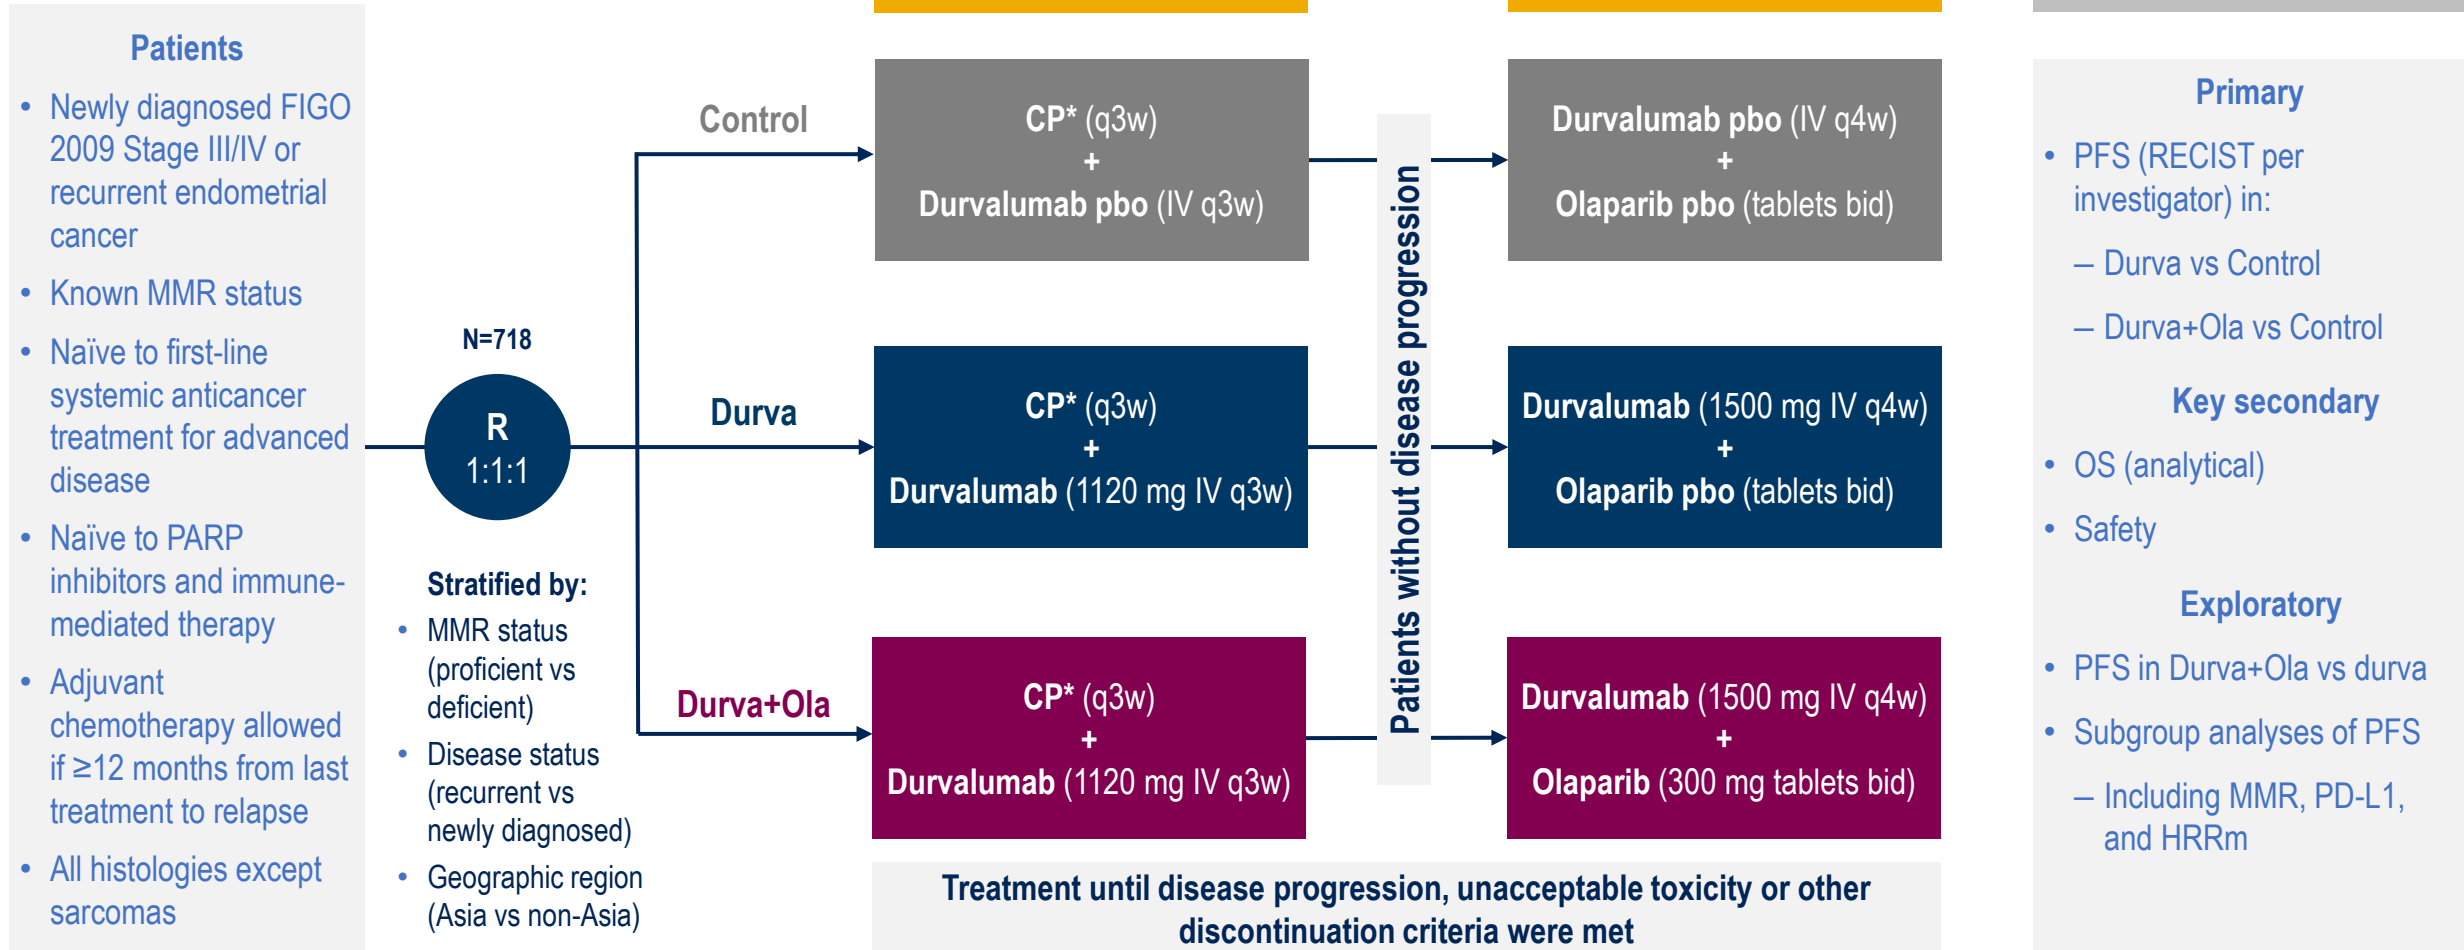 Patients
• Newly diagnosed FIGO
2009 Stage III/IV or
recurrent endometrial
cancer
• Known MMR status
• Naïve to first-line
systemic anticancer
treatment for advanced
disease
• Naïve to PARP
inhibitors and immune-
mediated therapy
• Adjuvant
chemotherapy allowed
if ≥12 months from last
treatment to relapse
• All histologies except
sarcomas
N=718
R
1:1:1
Stratified by:
• MMR status
(proficient vs
deficient)
• Disease status
(recurrent vs
newly diagnosed)
• Geographic region
(Asia vs non-Asia)
Control
CP* (q3w)
+
Durvalumab pbo (IV q3w)
Durva
CP* (q3w)
+
Durvalumab (1120 mg IV q3w)
Durva+Ola
CP* (q3w)
+
Durvalumab (1120 mg IV q3w)
Patients without disease progression
Durvalumab pbo (IV q4w)
+
Olaparib pbo (tablets bid)
Durvalumab (1500 mg IV q4w)
+
Olaparib pbo (tablets bid)
Durvalumab (1500 mg IV q4w)
+
Olaparib (300 mg tablets bid)
Treatment until disease progression, unacceptable toxicity or other
discontinuation criteria were met
Primary
• PFS (RECIST per
investigator) in:
– Durva vs Control
– Durva+Ola vs Control
Key secondary
• OS (analytical)
• Safety
Exploratory
• PFS in Durva+Ola vs durva
• Subgroup analyses of PFS
– Including MMR, PD-L1,
and HRRm